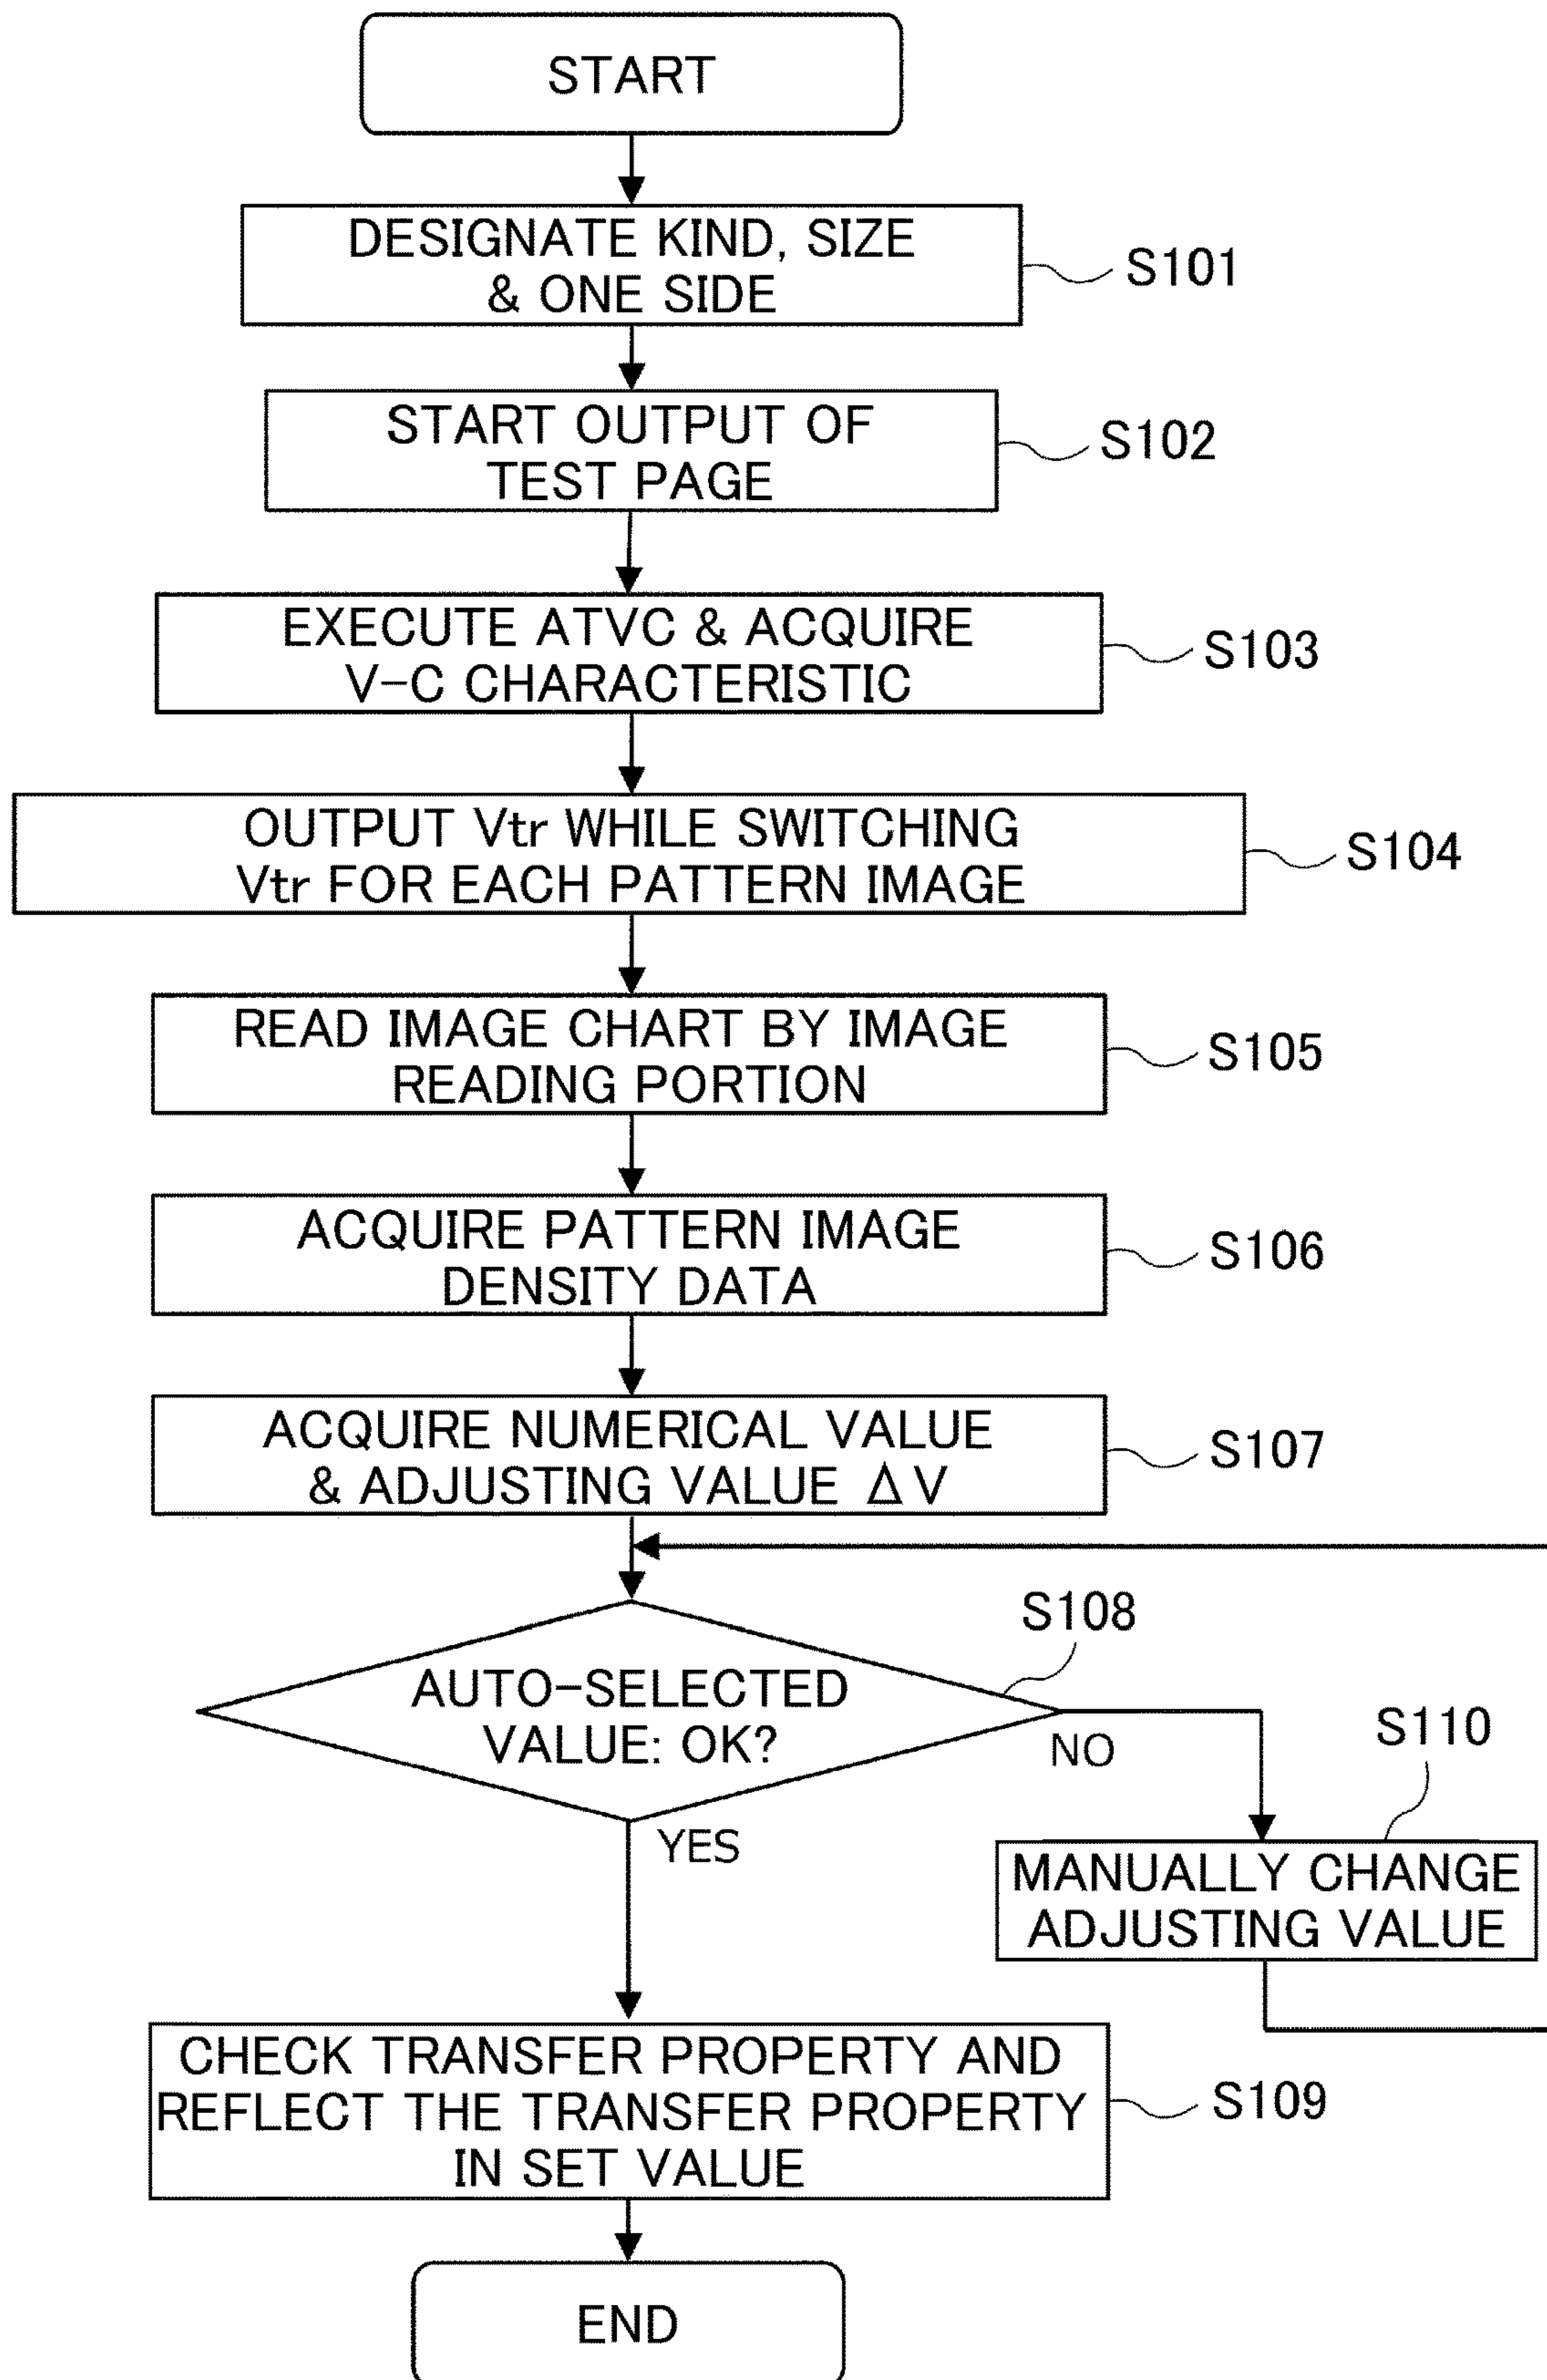 START
DESIGNATE KIND, SIZE
& ONE SIDE
S101
START OUTPUT OF
TEST PAGE
S102
EXECUTE ATVC & ACQUIRE
V-C CHARACTERISTIC
S103
OUTPUT Vtr WHILE SWITCHING
Vtr FOR EACH PATTERN IMAGE
S104
READ IMAGE CHART BY IMAGE
READING PORTION
S105
ACQUIRE PATTERN IMAGE
DENSITY DATA
S106
ACQUIRE NUMERICAL VALUE
& ADJUSTING VALUE ΔV
S107
S108
AUTO-SELECTED
VALUE: OK?
NO
YES
S110
MANUALLY CHANGE
ADJUSTING VALUE
CHECK TRANSFER PROPERTY AND
REFLECT THE TRANSFER PROPERTY
IN SET VALUE
S109
END